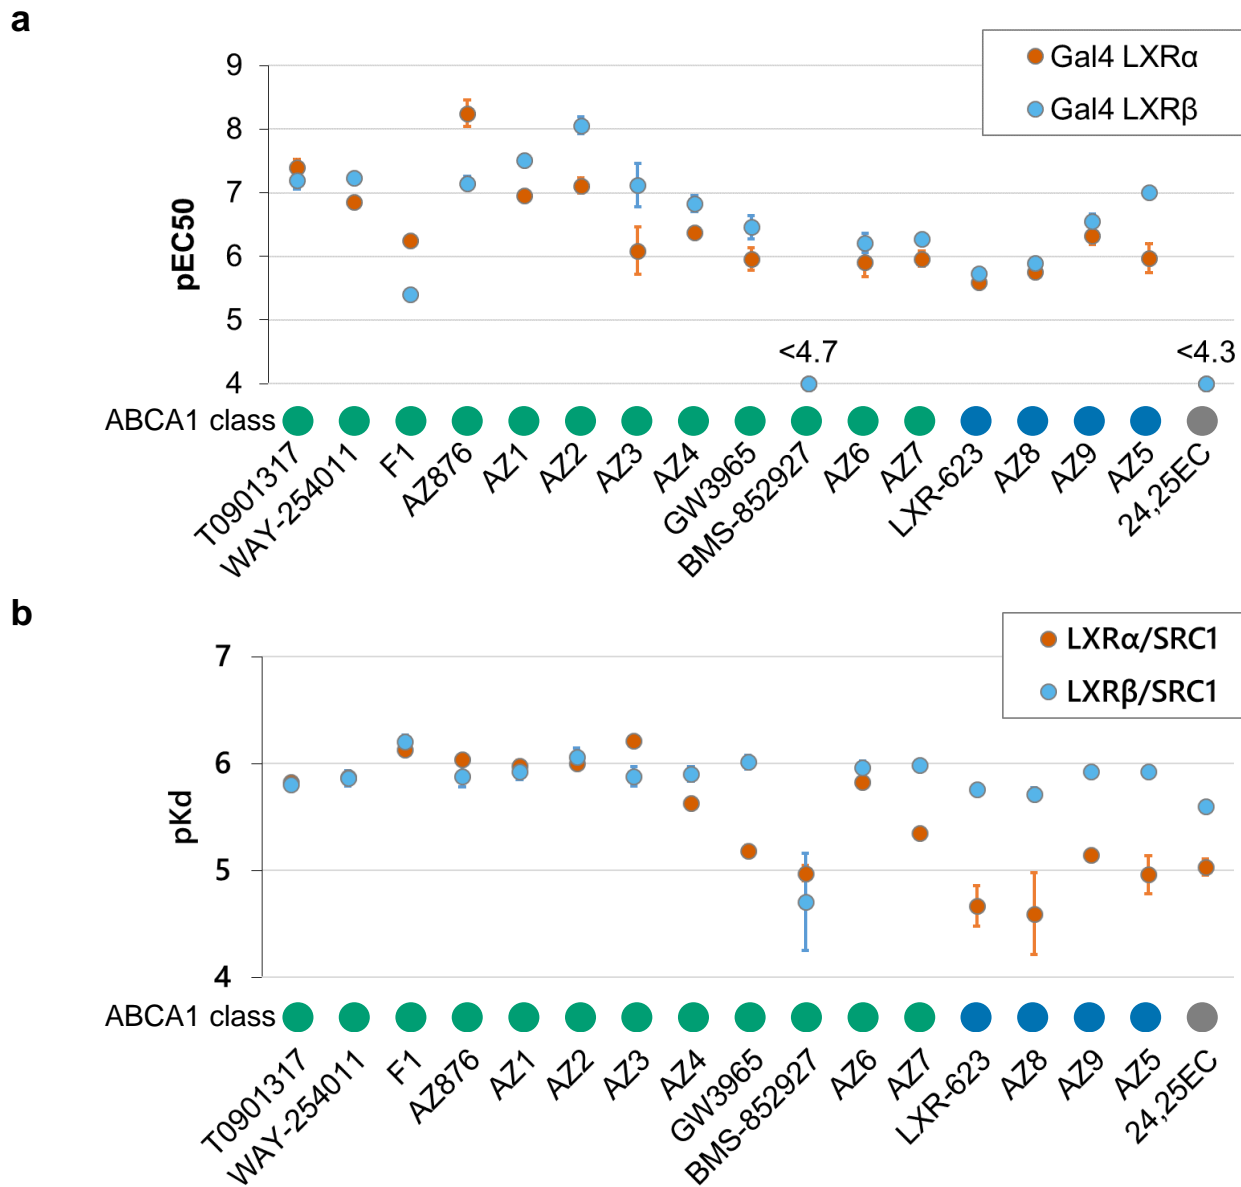 a
Gal4 LXRα
Gal4 LXRβ
9
8
7
6
5
4
pEC50
<4.7
<4.3
ABCA1 class
T0901317
WAY-254011
F1
AZ876
AZ1
AZ2
AZ3
AZ4
GW3965
BMS-852927
AZ6
AZ7
LXR-623
AZ8
AZ9
AZ5
24,25EC
b
LXRα/SRC1
LXRβ/SRC1
7
6
5
4
pKd
ABCA1 class
T0901317
WAY-254011
F1
AZ876
AZ1
AZ2
AZ3
AZ4
GW3965
BMS-852927
AZ6
AZ7
LXR-623
AZ8
AZ9
AZ5
24,25EC